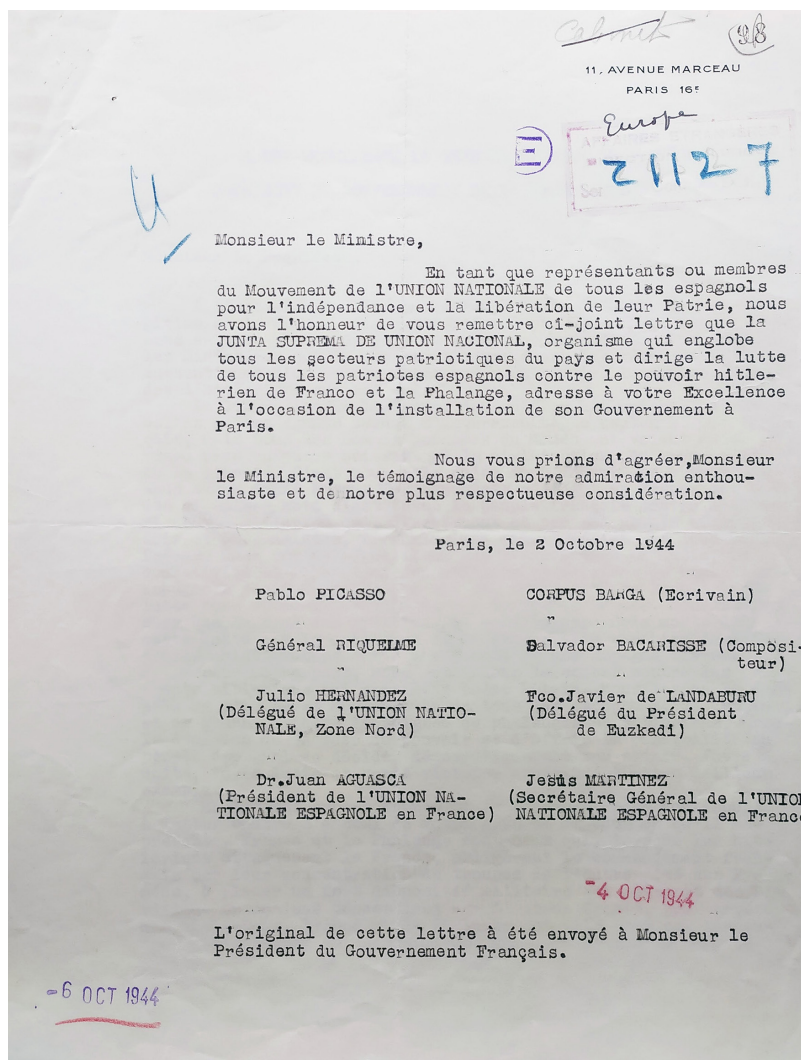 Cabinet
98
11, AVENUE MARCEAU
PARIS 16E
Europe
E
21127
Monsieur le Ministre,
En tant que représentants ou membres
du Mouvement de l'UNION NATIONALE de tous les espagnols
pour l'indépendance et la libération de leur Patrie, nous
avons l'honneur de vous remettre ci-joint lettre que la
JUNTA SUPREMA DE UNION NACIONAL, organisme qui englobe
tous les secteurs patriotiques du pays et dirige la lutte
de tous les patriotes espagnols contre le pouvoir hitle-
rien de Franco et la Phalange, adresse à votre Excellence
à l'occasion de l'installation de son Gouvernement à
Paris.
Nous vous prions d'agréer,Monsieur
le Ministre, le témoignage de notre admiration enthou-
siaste et de notre plus respectueuse considération.
Paris, le 2 Octobre 1944
Pablo PICASSO
CORPUS BARGA (Ecrivain)
Général RIQUELME
Salvador BACARISSE (Composi-
teur)
Julio HERNANDEZ
(Délégué de l'UNION NATIO-
NALE, Zone Nord)
Fco.Javier de LANDABURU
(Délégué du Président
de Euzkadi)
Dr.Juan AGUASCA
(Président de l'UNION NA-
TIONALE ESPAGNOLE en France)
Jesús MARTINEZ
(Secrétaire Général de l'UNION
NATIONALE ESPAGNOLE en Franc
-4 OCT 1944
L'original de cette lettre à été envoyé à Monsieur le
Président du Gouvernement Français.
-6 OCT 1944